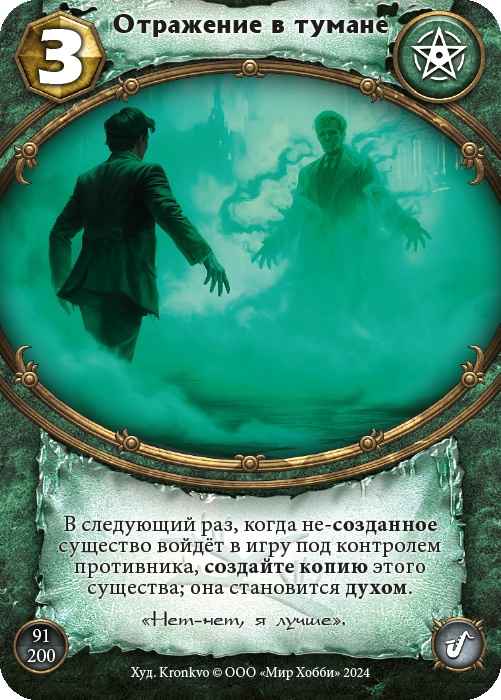 3
Отражение в тумане
В следующий раз, когда не-созданное
существо войдёт в игру под контролем
противника, создайте копию этого
существа; она становится духом.
«Нет-нет, я лучше».
91
200
Худ. Kronkvo © ООО «Мир Хобби» 2024